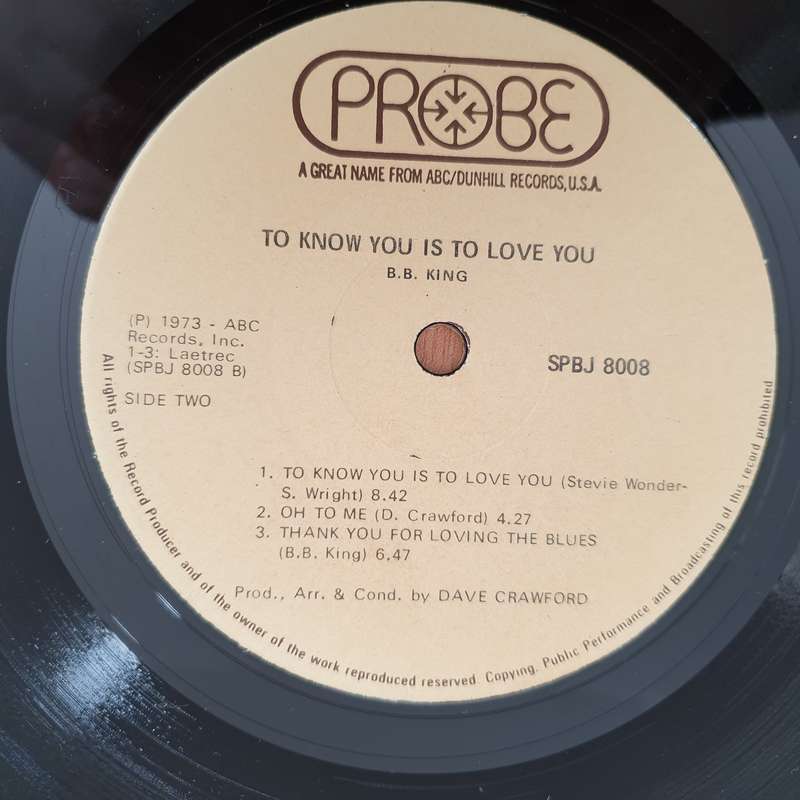 PROBE
A GREAT NAME FROM ABC/DUNHILL RECORDS, U.S.A.
TO KNOW YOU IS TO LOVE YOU
B.B. KING
(P) 1973 - ABC
Records, Inc.
1-3: Laetrec
(SPBJ 8008 B)
SPBJ 8008
SIDE TWO
1. TO KNOW YOU IS TO LOVE YOU (Stevie Wonder-
S. Wright) 8.42
2. OH TO ME (D. Crawford) 4.27
3. THANK YOU FOR LOVING THE BLUES
(B.B. King) 6.47
Prod., Arr. & Cond. by DAVE CRAWFORD
All rights of the Record Producer and of the owner of the work reproduced reserved. Copying, Public Performance and Broadcasting of this record prohibited